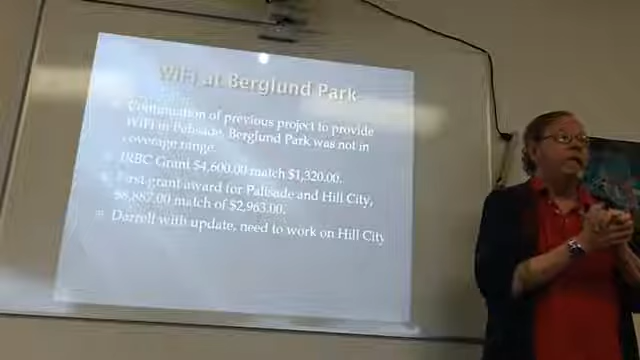 WiFi at Berglund Park
Continuation of previous project to provide
WiFi in Palisade, Berglund Park was not in
coverage range.
IRBC Grant $4,600.00 match $1,320.00.
First grant award for Palisade and Hill City,
$8,887.00 match of $2,963.00.
Darrell with update, need to work on Hill City